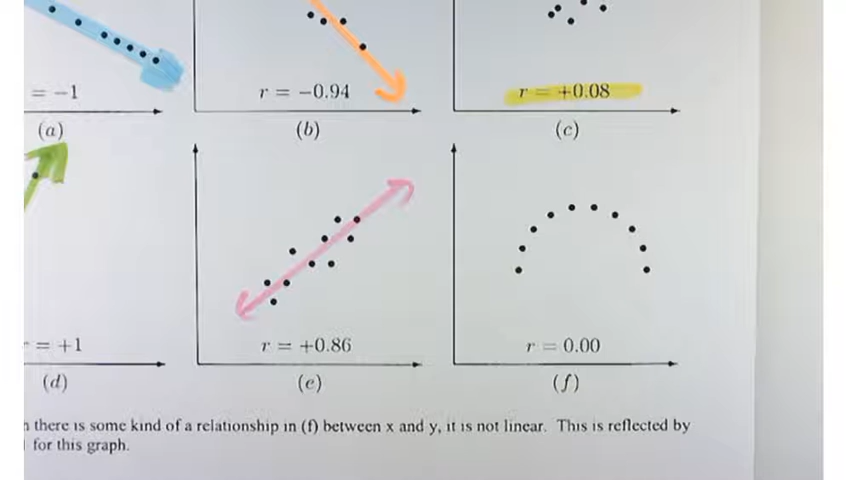 = −1
r = −0.94
r = +0.08
(a)
(b)
(c)
= +1
r = +0.86
r = 0.00
(d)
(e)
(f)
there is some kind of a relationship in (f) between x and y, it is not linear. This is reflected by
for this graph.